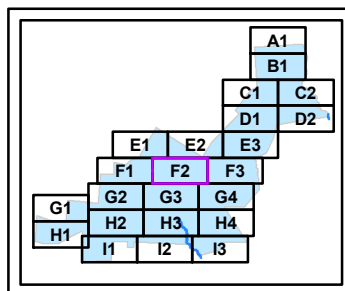 A1
B1
C1 C2
D1 D2
E1 E2 E3
F1 F2 F3
G1 G2 G3 G4
H1 H2 H3 H4
I1 I2 I3